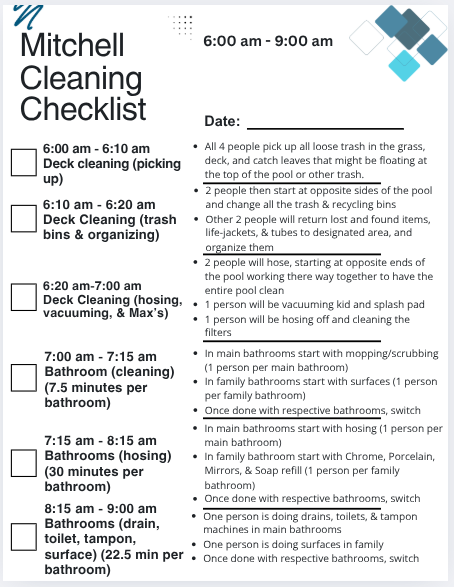 Mitchell
Cleaning
Checklist
6:00 am - 9:00 am
Date:
6:00 am - 6:10 am
Deck cleaning (picking
up)
• All 4 people pick up all loose trash in the grass,
deck, and catch leaves that might be floating at
the top of the pool or other trash.
6:10 am - 6:20 am
Deck Cleaning (trash
bins & organizing)
• 2 people then start at opposite sides of the pool
and change all the trash & recycling bins
• Other 2 people will return lost and found items,
life-jackets, & tubes to designated area, and
organize them
6:20 am-7:00 am
Deck Cleaning (hosing,
vacuuming, & Max's)
• 2 people will hose, starting at opposite ends of
the pool working there way together to have the
entire pool clean
• 1 person will be vacuuming kid and splash pad
• 1 person will be hosing off and cleaning the
filters
7:00 am - 7:15 am
Bathroom (cleaning)
(7.5 minutes per
bathroom)
• In main bathrooms start with mopping/scrubbing
(1 person per main bathroom)
• In family bathrooms start with surfaces (1 person
per family bathroom)
• Once done with respective bathrooms, switch
7:15 am - 8:15 am
Bathrooms (hosing)
(30 minutes per
bathroom)
• In main bathrooms start with hosing (1 person per
main bathroom)
• In family bathroom start with Chrome, Porcelain,
Mirrors, & Soap refill (1 person per family
bathroom)
• Once done with respective bathrooms, switch
8:15 am - 9:00 am
Bathrooms (drain,
toilet, tampon,
surface) (22.5 min per
bathroom)
• One person is doing drains, toilets, & tampon
machines in main bathrooms
• One person is doing surfaces in family
• Once done with respective bathrooms, switch